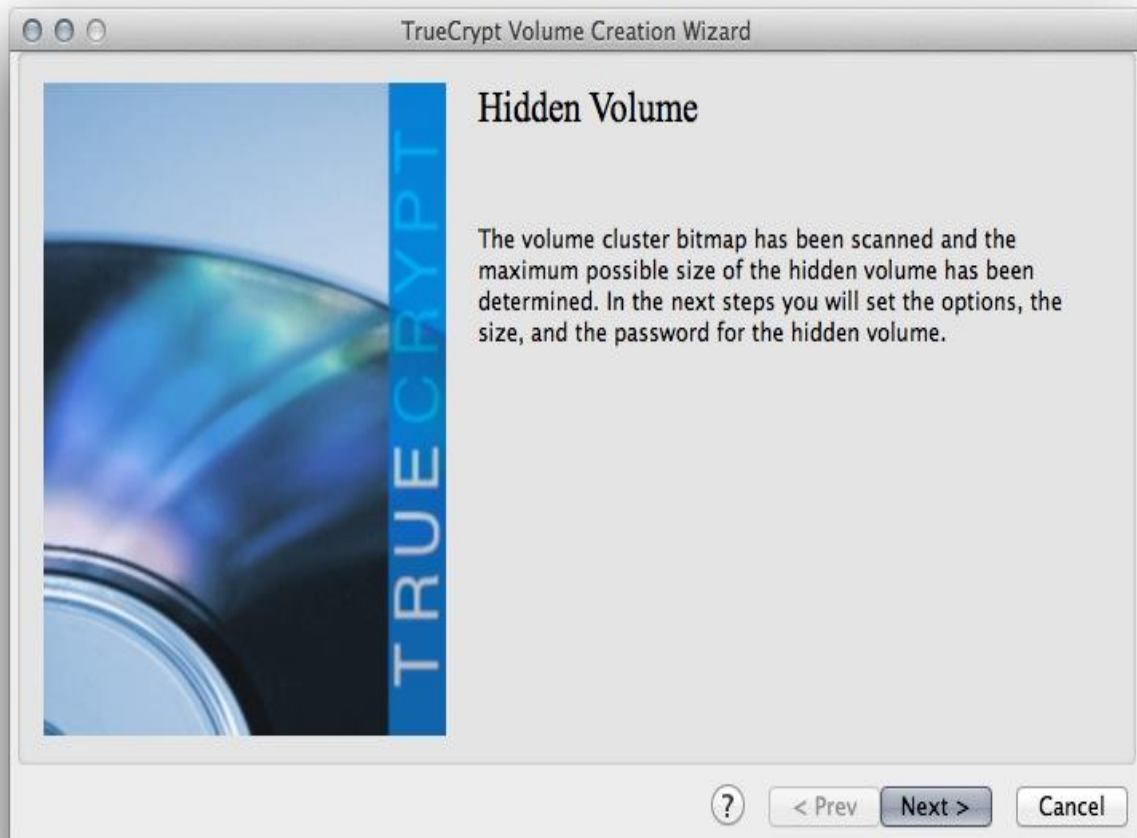 TrueCrypt Volume Creation Wizard
Hidden Volume
The volume cluster bitmap has been scanned and the
maximum possible size of the hidden volume has been
determined. In the next steps you will set the options, the
size, and the password for the hidden volume.
TRUECRYPT
? < Prev Next > Cancel